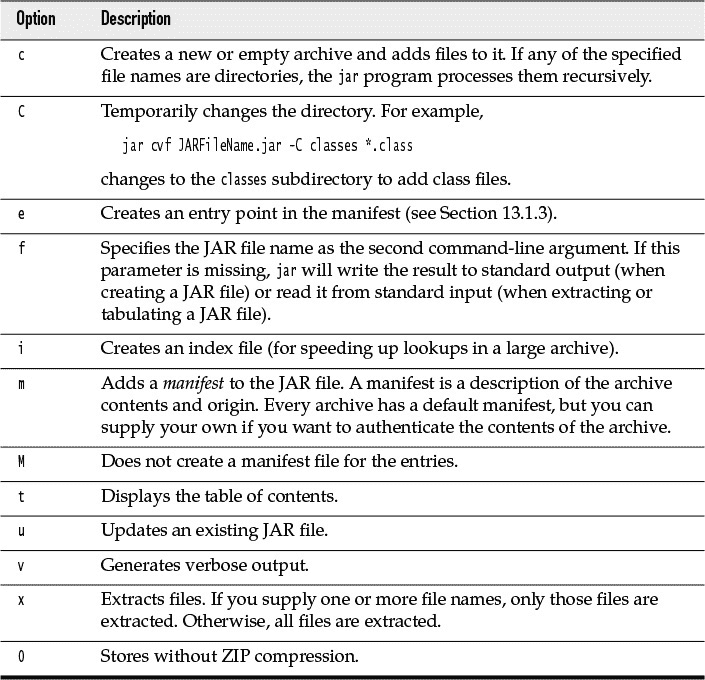 Option Description
c Creates a new or empty archive and adds files to it. If any of the specified
file names are directories, the jar program processes them recursively.
C Temporarily changes the directory. For example,
jar cvf JARFileName.jar -C classes *.class
changes to the classes subdirectory to add class files.
e Creates an entry point in the manifest (see Section 13.1.3).
f Specifies the JAR file name as the second command-line argument. If this
parameter is missing, jar will write the result to standard output (when
creating a JAR file) or read it from standard input (when extracting or
tabulating a JAR file).
i Creates an index file (for speeding up lookups in a large archive).
m Adds a manifest to the JAR file. A manifest is a description of the archive
contents and origin. Every archive has a default manifest, but you can
supply your own if you want to authenticate the contents of the archive.
M Does not create a manifest file for the entries.
t Displays the table of contents.
u Updates an existing JAR file.
v Generates verbose output.
x Extracts files. If you supply one or more file names, only those files are
extracted. Otherwise, all files are extracted.
0 Stores without ZIP compression.